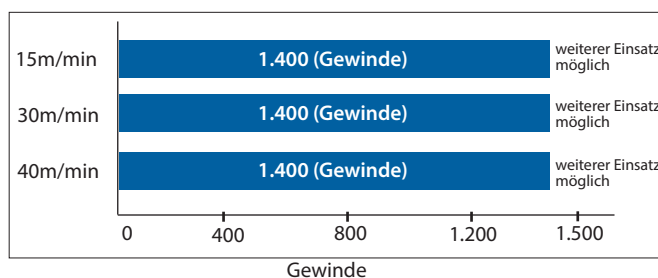 15m/min
1.400 (Gewinde)
weiterer Einsatz
möglich
30m/min
1.400 (Gewinde)
weiterer Einsatz
möglich
40m/min
1.400 (Gewinde)
weiterer Einsatz
möglich
0 400 800 1.200 1.500
Gewinde